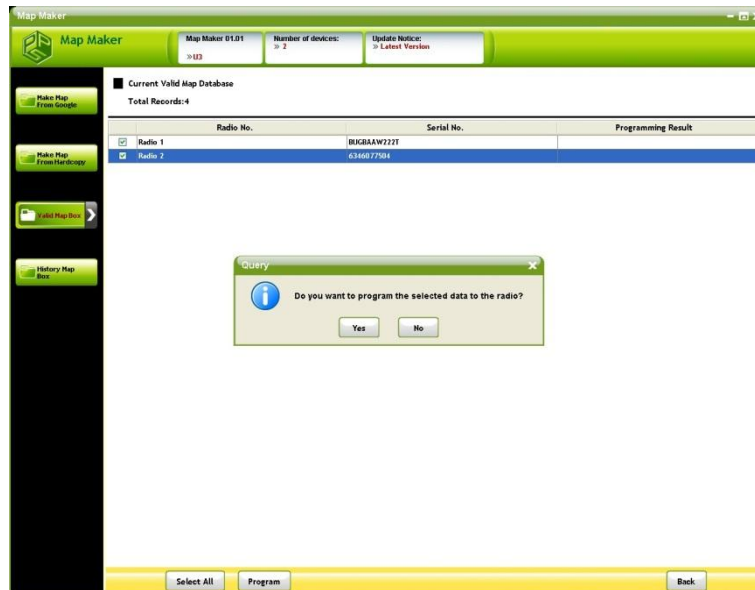 Map Maker
Map Maker
Map Maker 01.01
»U3
Number of devices:
» 2
Update Notice:
» Latest Version
Make Map
From Google
Make Map
From Hardcopy
Valid Map Box
History Map
Box
Current Valid Map Database
Total Records:4
Radio No. Serial No. Programming Result
Radio 1 BUGBAAW222T
Radio 2 6346077504
Query
Do you want to program the selected data to the radio?
Yes No
Select All Program Back